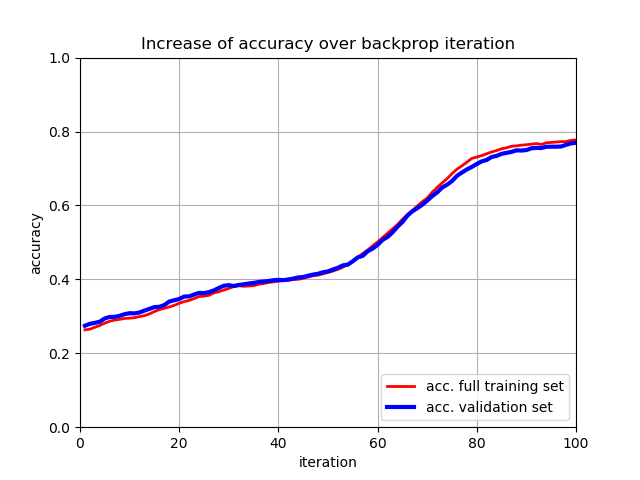 Increase of accuracy over backprop iteration
1.0
0.8
0.6
0.4
0.2
0.0
accuracy
0 20 40 60 80 100
iteration
acc. full training set
acc. validation set